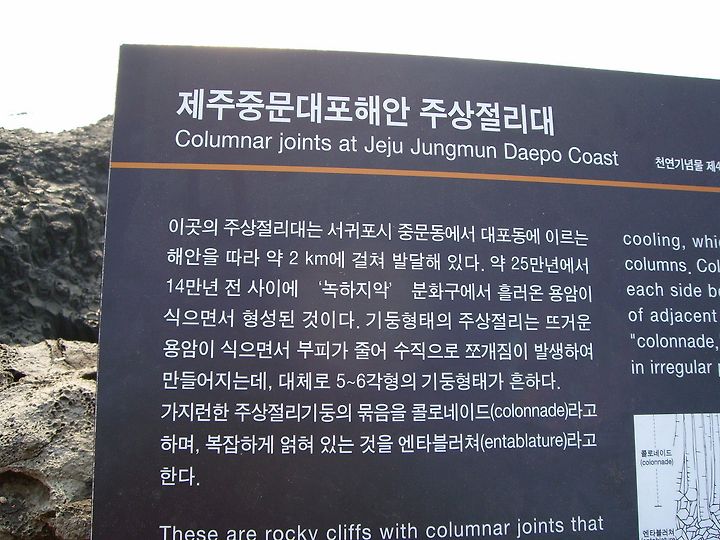 제주중문대포해안 주상절리대
Columnar joints at Jeju Jungmun Daepo Coast
천연기념물 제4
이곳의 주상절리대는 서귀포시 중문동에서 대포동에 이르는
해안을 따라 약 2 km에 걸쳐 발달해 있다. 약 25만년에서
14만년 전 사이에 ‘녹하지악’ 분화구에서 흘러온 용암이
식으면서 형성된 것이다. 기둥형태의 주상절리는 뜨거운
용암이 식으면서 부피가 줄어 수직으로 쪼개짐이 발생하여
만들어지는데, 대체로 5~6각형의 기둥형태가 흔하다.
가지런한 주상절리기둥의 묶음을 콜로네이드(colonnade)라고
하며, 복잡하게 얽혀 있는 것을 엔타블러쳐(entablature)라고
한다.
These are rocky cliffs with columnar joints that
cooling, whic
columns. Col
each side be
of adjacent
"colonnade,
in irregular p
콜로네이드
(colonnade)
엔타블러쳐